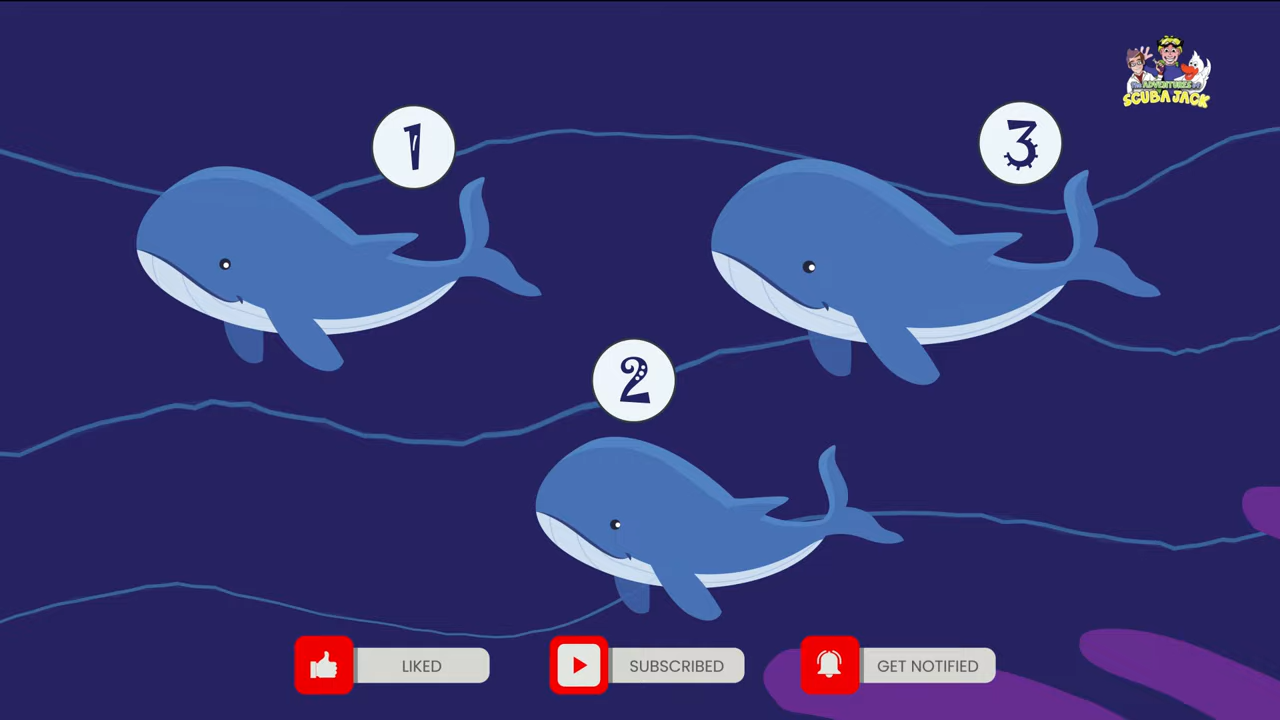 THE ADVENTURES OF
SCUBA JACK
1
3
2
LIKED
SUBSCRIBED
GET NOTIFIED